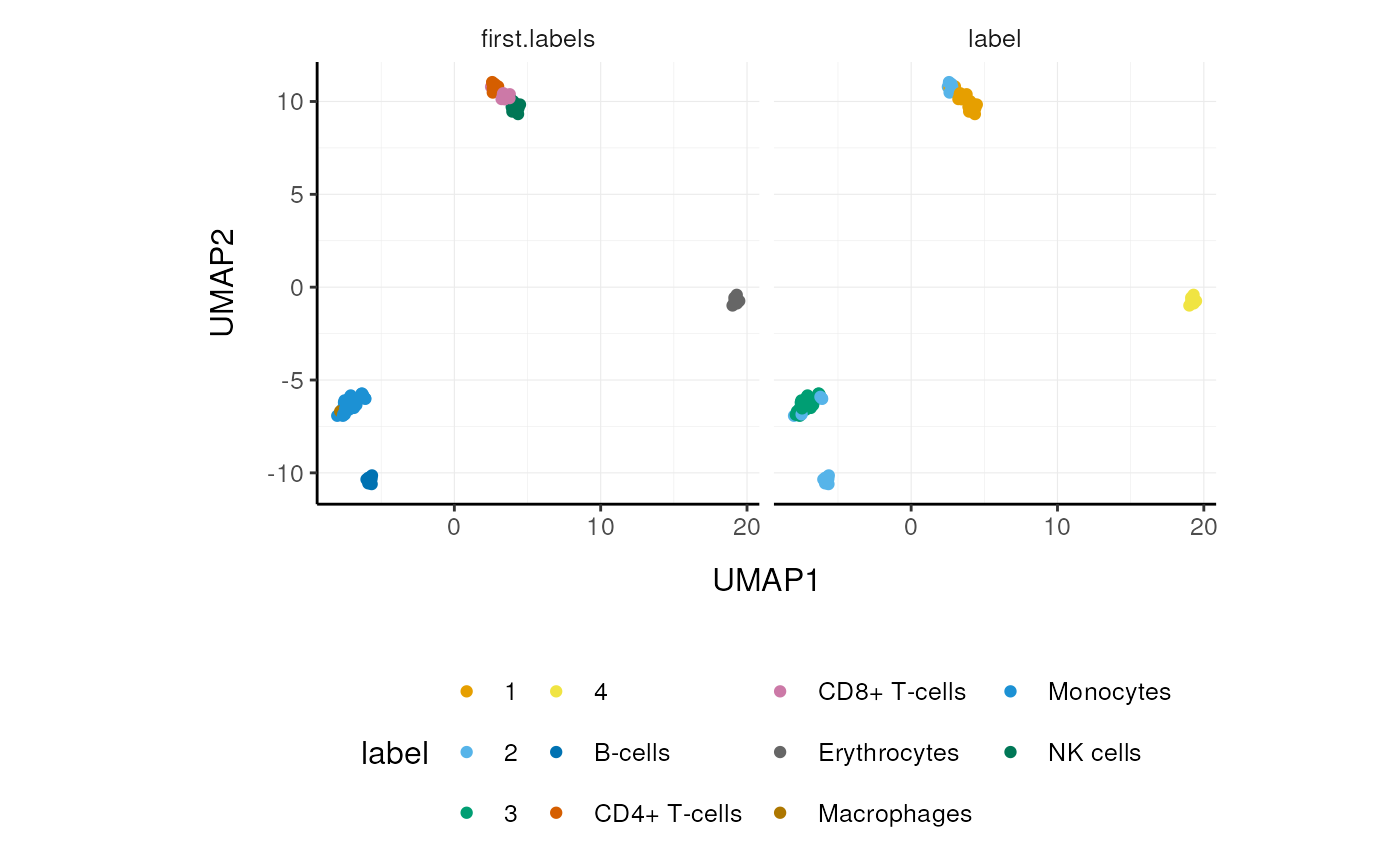 first.labels label
10
5
0
-5
-10
UMAP2
0 10 20 0 10 20
UMAP1
1 4 CD8+ T-cells Monocytes
label 2 B-cells Erythrocytes NK cells
3 CD4+ T-cells Macrophages